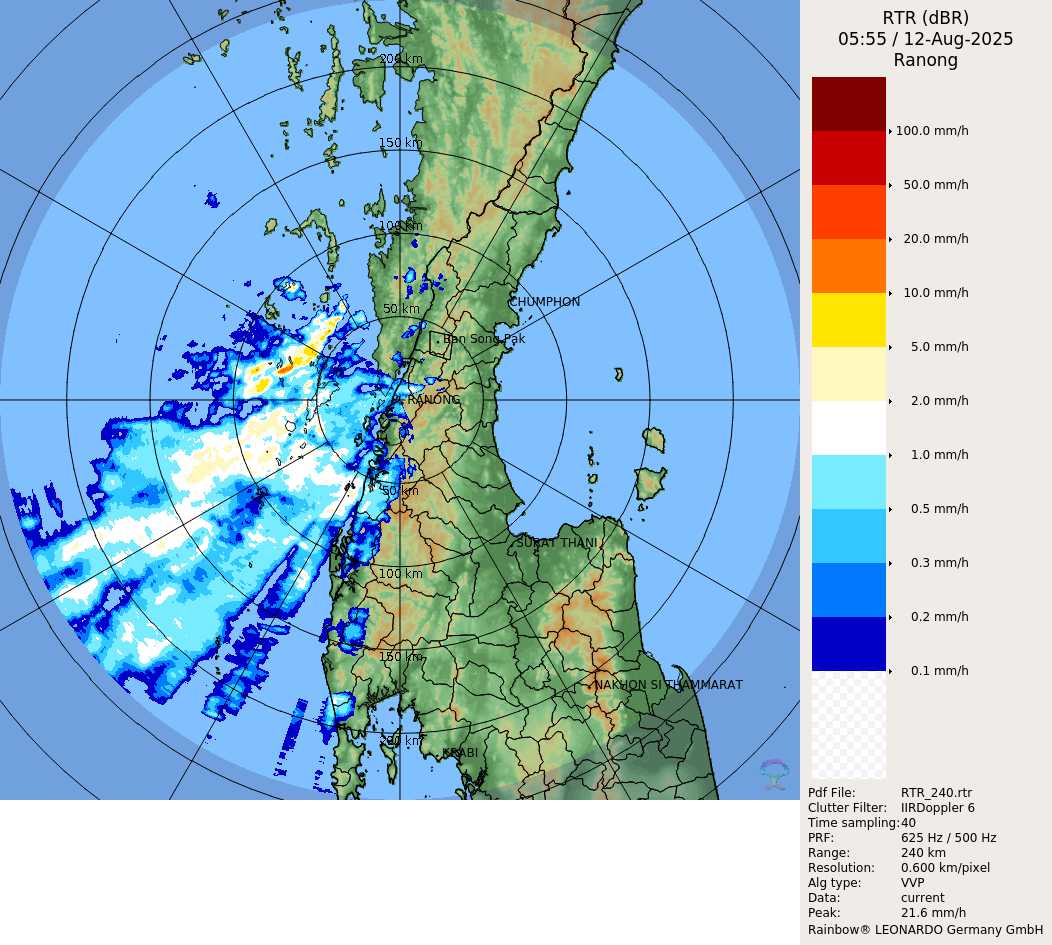 RTR (dBR)
05:55 / 12-Aug-2025
Ranong
200 km
150 km
100 km
50 km
CHUMPHON
Ban Song Pak
RANONG
50 km
SURAT THANI
100 km
150 km
NAKHON SI THAMMARAT
200 km
KRABI
100.0 mm/h
50.0 mm/h
20.0 mm/h
10.0 mm/h
5.0 mm/h
2.0 mm/h
1.0 mm/h
0.5 mm/h
0.3 mm/h
0.2 mm/h
0.1 mm/h
Pdf File: RTR_240.rtr
Clutter Filter: IIRDoppler 6
Time sampling: 40
PRF: 625 Hz / 500 Hz
Range: 240 km
Resolution: 0.600 km/pixel
Alg type: VVP
Data: current
Peak: 21.6 mm/h
Rainbow® LEONARDO Germany GmbH